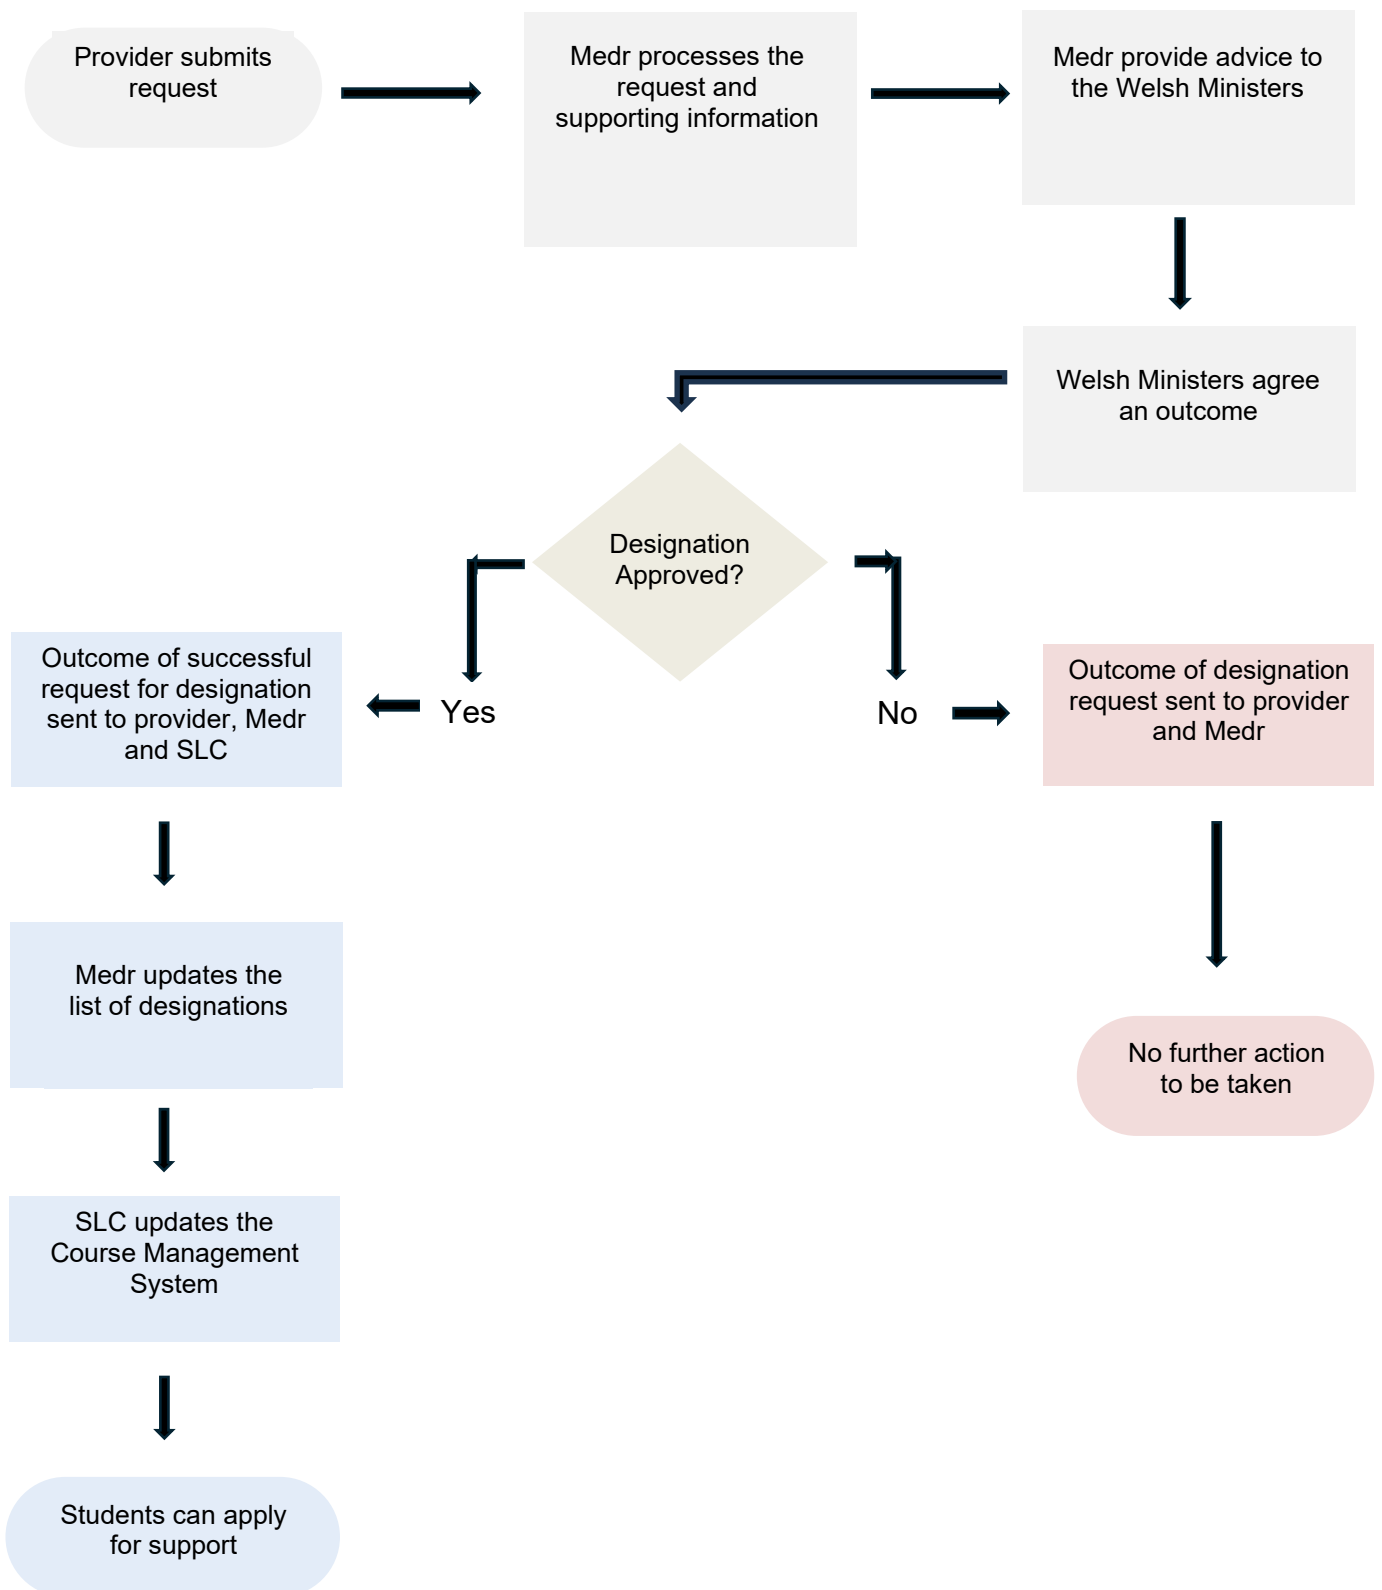 Provider submits
request
Medr processes the
request and
supporting information
Medr provide advice to
the Welsh Ministers
Welsh Ministers agree
an outcome
Designation
Approved?
Yes
No
Outcome of successful
request for designation
sent to provider, Medr
and SLC
Outcome of designation
request sent to provider
and Medr
Medr updates the
list of designations
No further action
to be taken
SLC updates the
Course Management
System
Students can apply
for support